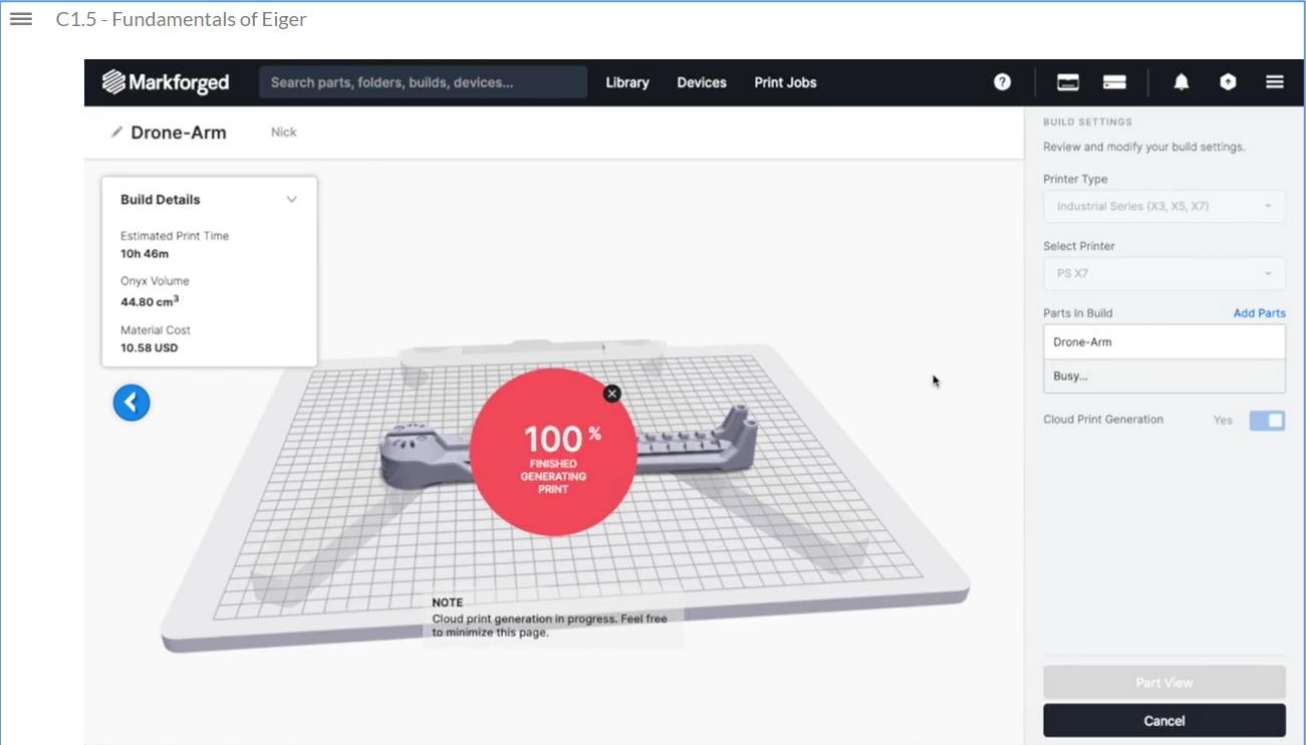 C1.5 - Fundamentals of Eiger
Markforged
Search parts, folders, builds, devices...
Library
Devices
Print Jobs
?
Drone-Arm
Nick
Build Details
Estimated Print Time
10h 46m
Onyx Volume
44.80 cm³
Material Cost
10.58 USD
100 %
FINISHED
GENERATING
PRINT
NOTE
Cloud print generation in progress. Feel free
to minimize this page.
BUILD SETTINGS
Review and modify your build settings.
Printer Type
Industrial Series (X3, X5, X7)
Select Printer
PS X7
Parts In Build
Add Parts
Drone-Arm
Busy...
Cloud Print Generation
Yes
Part View
Cancel